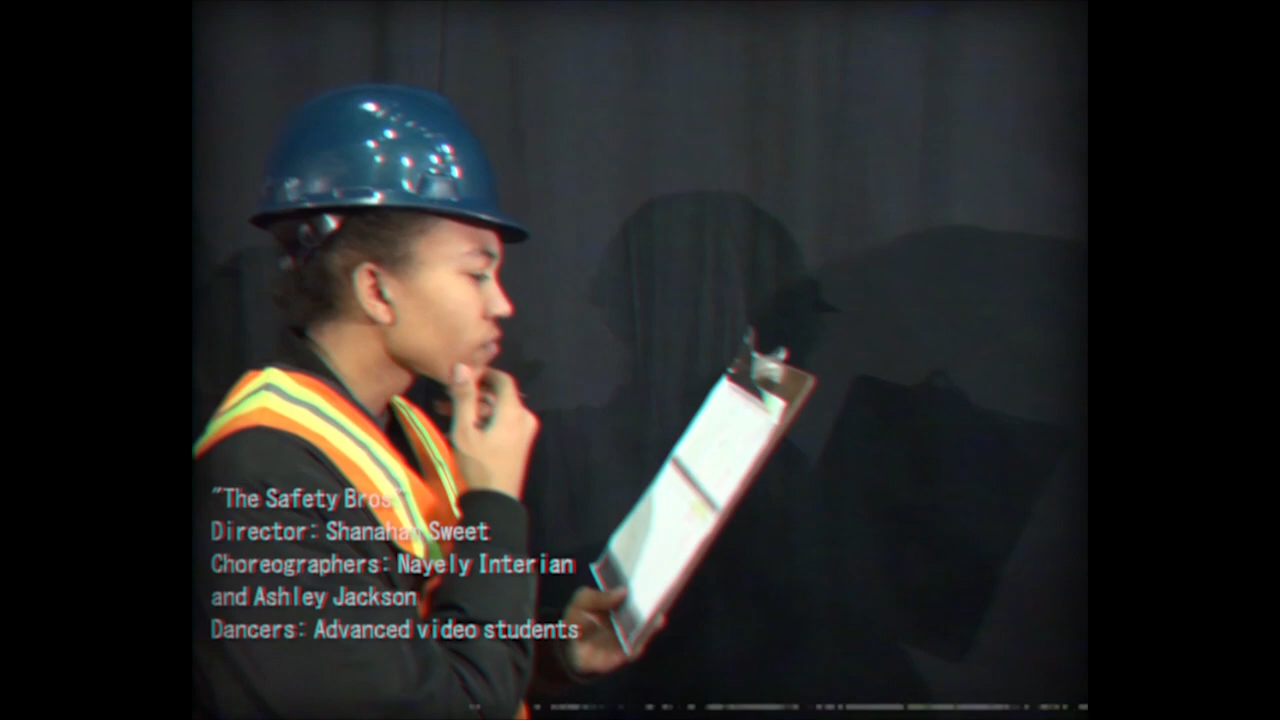 "The Safety Bros"
Director: Shanahan Sweet
Choreographers: Nayely Interian
and Ashley Jackson
Dancers: Advanced video students